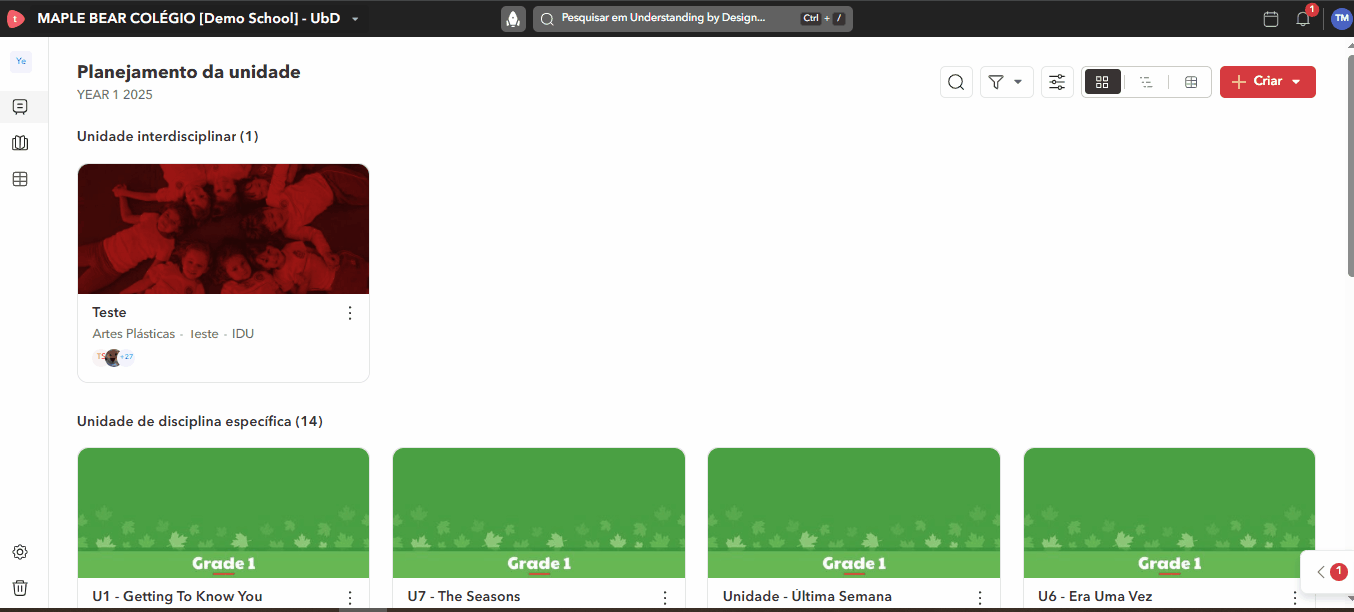 MAPLE BEAR COLÉGIO [Demo School] - UbD
Pesquisar em Understanding by Design...
Ctrl + /
1
TM
Ye
Planejamento da unidade
YEAR 1 2025
Criar
Unidade interdisciplinar (1)
Teste
Artes Plásticas - Teste - IDU
TS
+27
Unidade de disciplina específica (14)
Grade 1
Grade 1
Grade 1
Grade 1
U1 - Getting To Know You
U7 - The Seasons
Unidade - Última Semana
U6 - Era Uma Vez
1